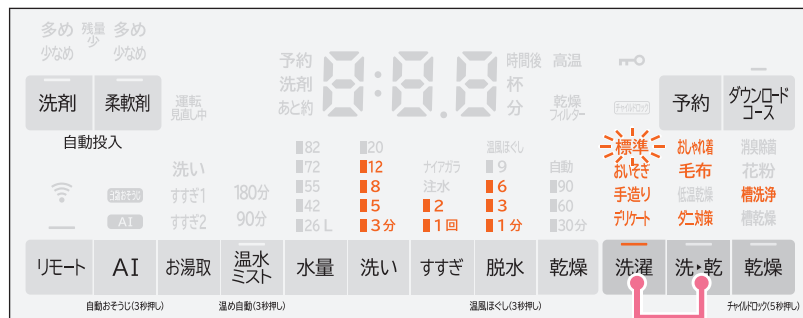 多め 残量 多め
少なめ 少 少なめ
洗剤 柔軟剤
自動投入
運転
見直し中
予約
洗剤
あと約
8:8.8
時間後
杯
分
高温
乾燥
フィルター
チャイルドロック
予約
ダウンロード
コース
洗い
すすぎ1
すすぎ2
自動おそうじ
AI
180分
90分
82
72
55
42
26 L
20
12
8
5
3分
ナイアガラ
注水
2
1回
温風ほぐし
9
6
3
1分
自動
90
60
30分
標準 おしゃれ着 消臭除菌
おいそぎ 毛布 花粉
手造り 低温乾燥 槽洗浄
デリケート ダニ対策 槽乾燥
リモート AI お湯取 温水ミスト 水量 洗い すすぎ 脱水 乾燥 洗濯 洗▸乾 乾燥
自動おそうじ(3秒押し) 温め自動(3秒押し) 温風ほぐし(3秒押し) チャイルドロック(5秒押し)